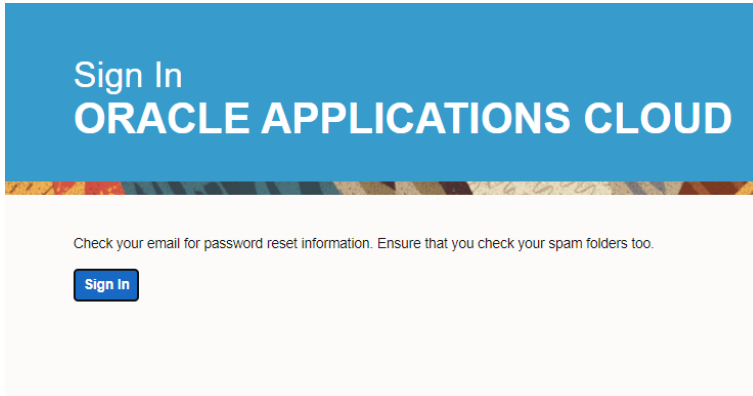 Sign In
ORACLE APPLICATIONS CLOUD
Check your email for password reset information. Ensure that you check your spam folders too.
Sign In